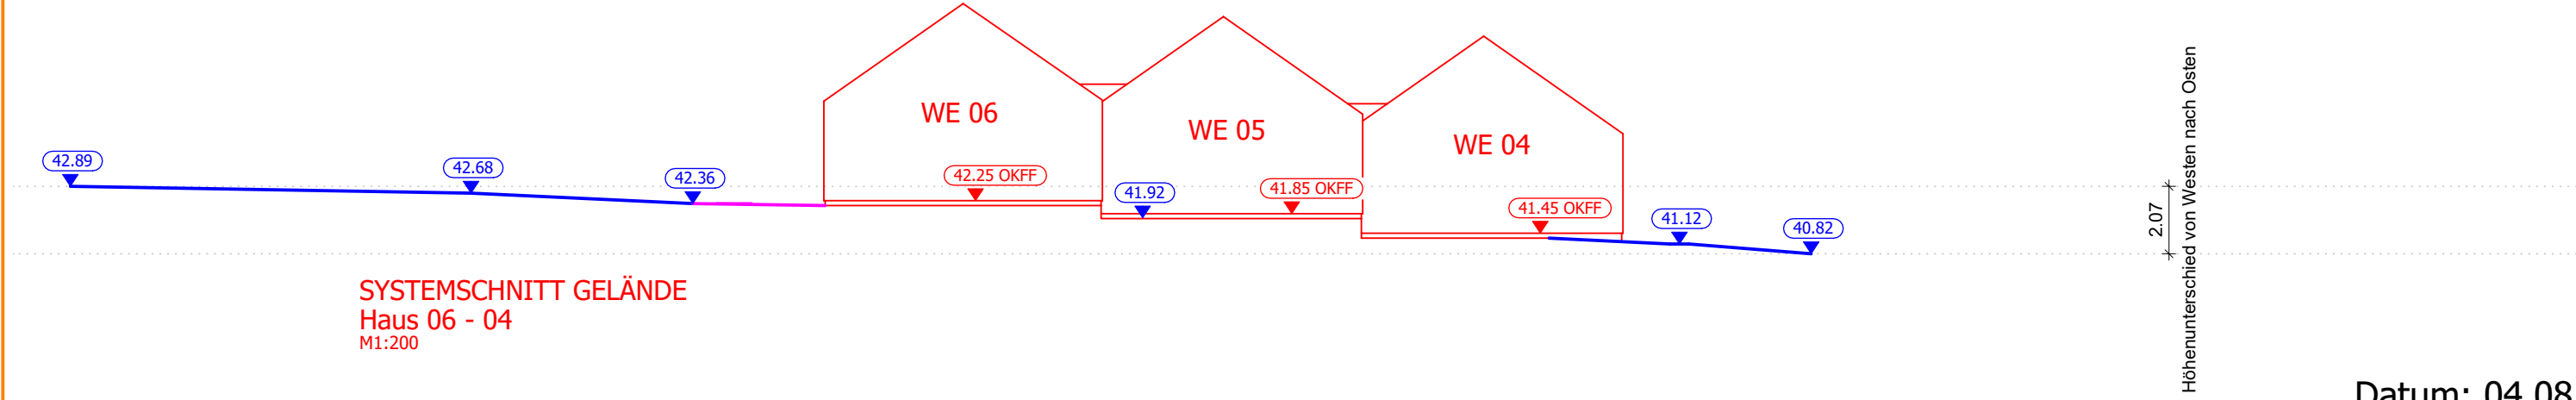 WE 06
WE 05
WE 04
42.89
42.68
42.36
42.25 OKFF
41.92
41.85 OKFF
41.45 OKFF
41.12
40.82
2.07
Höhenunterschied von Westen nach Osten
SYSTEMSCHNITT GELÄNDE
Haus 06 - 04
M1:200
Datum: 04.08